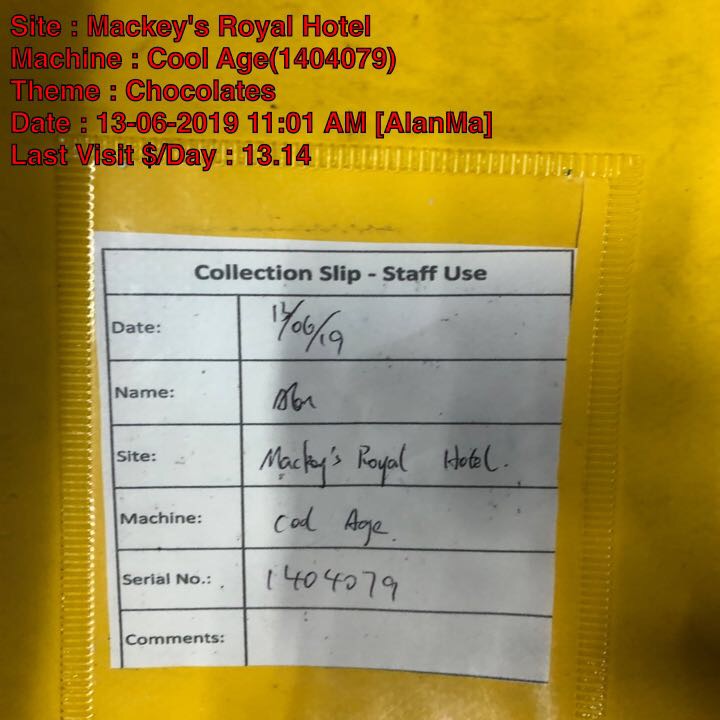 Site : Mackey's Royal Hotel
Machine : Cool Age(1404079)
Theme : Chocolates
Date : 13-06-2019 11:01 AM [AlanMa]
Last Visit $/Day : 13.14
Collection Slip - Staff Use
Date: 13/06/19
Name: Alan
Site: Mackey's Royal Hotel.
Machine: Cool Age.
Serial No.: 1404079
Comments: